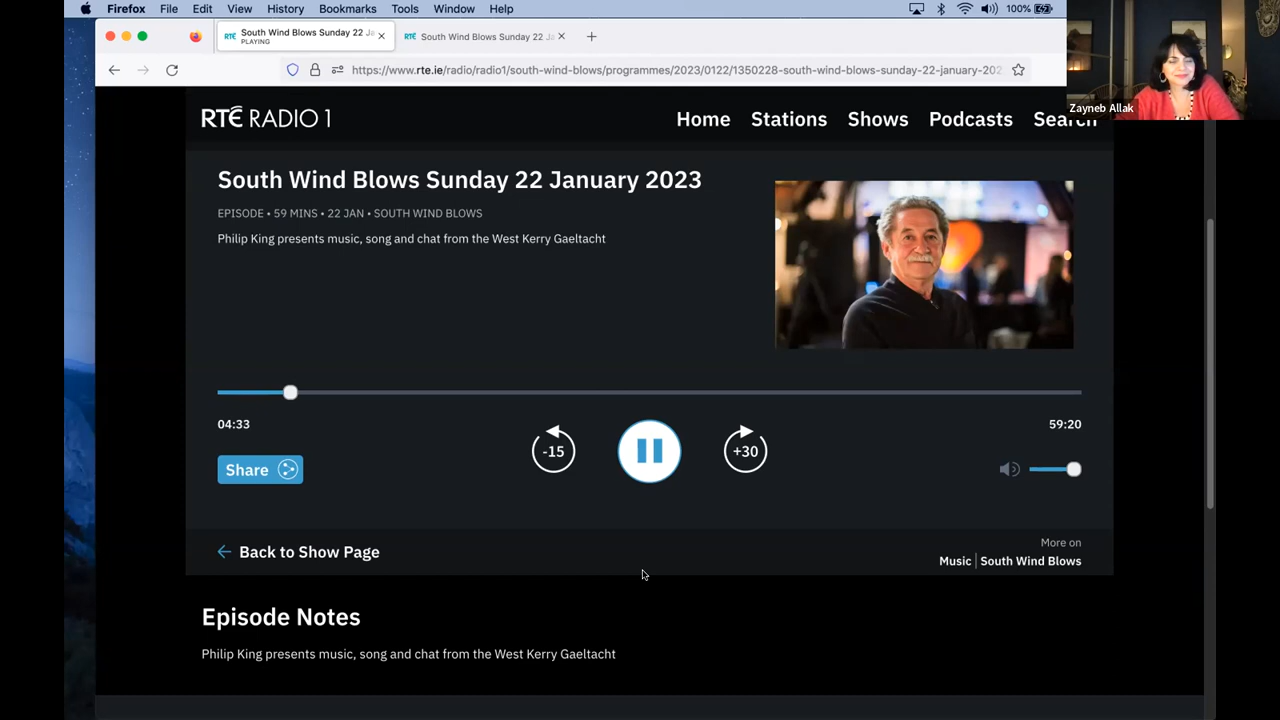 Firefox File Edit View History Bookmarks Tools Window Help 100%
RTÉ South Wind Blows Sunday 22 Ja
PLAYING
RTÉ South Wind Blows Sunday 22 Ja
https://www.rte.ie/radio/radio1/south-wind-blows/programmes/2023/0122/1350228-south-wind-blows-sunday-22-january-202
Zayneb Allak
RTÉ RADIO 1
Home Stations Shows Podcasts Search
South Wind Blows Sunday 22 January 2023
EPISODE • 59 MINS • 22 JAN • SOUTH WIND BLOWS
Philip King presents music, song and chat from the West Kerry Gaeltacht
04:33
59:20
-15
+30
Share
Back to Show Page
More on
Music | South Wind Blows
Episode Notes
Philip King presents music, song and chat from the West Kerry Gaeltacht